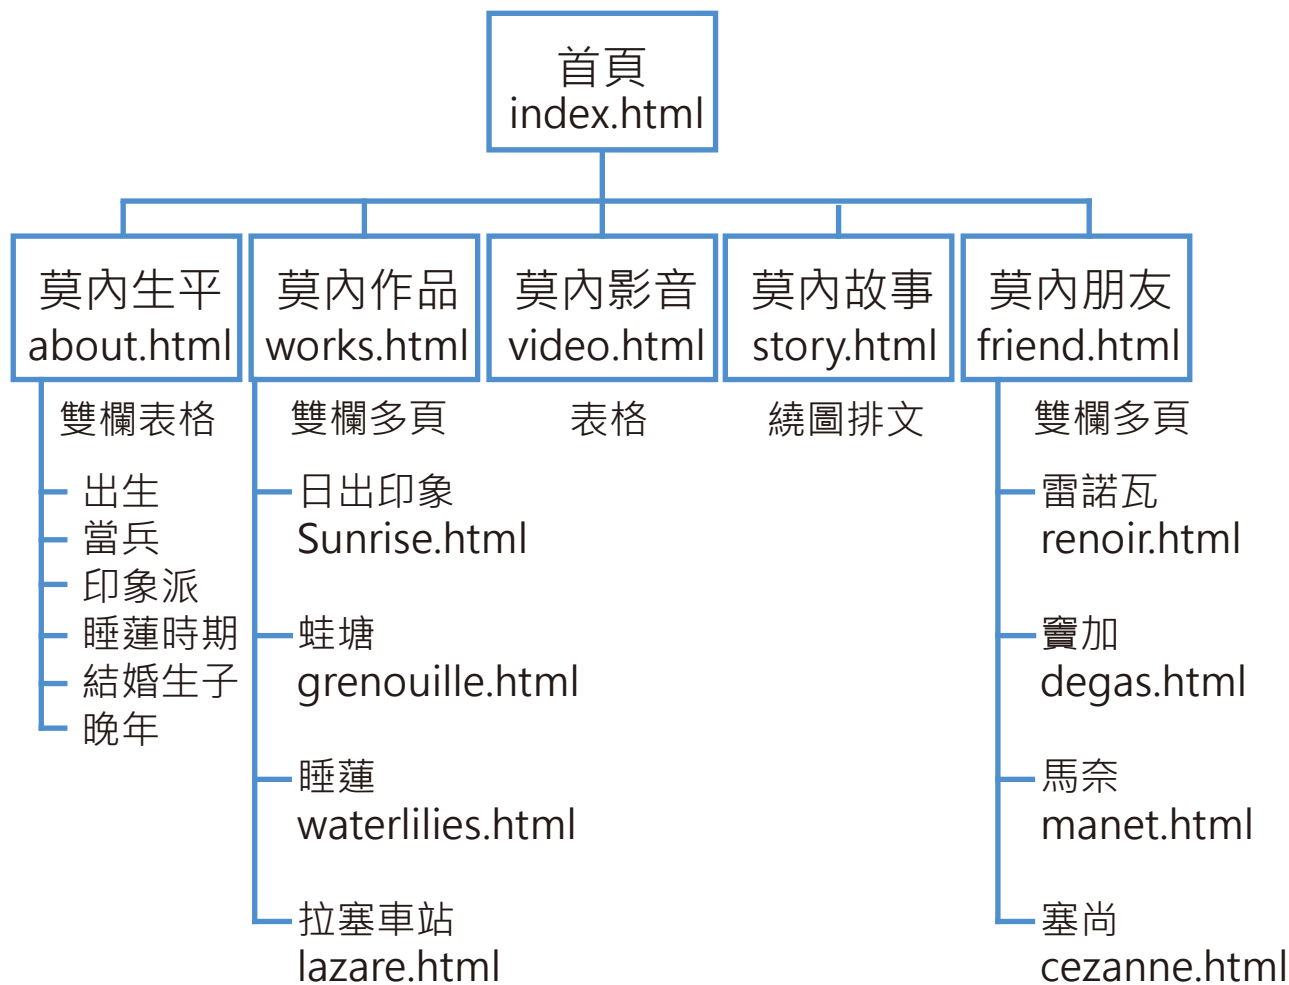 首頁
index.html
莫內生平
about.html
雙欄表格
出生
當兵
印象派
睡蓮時期
結婚生子
晚年
莫內作品
works.html
雙欄多頁
日出印象
Sunrise.html
蛙塘
grenouille.html
睡蓮
waterlilies.html
拉塞車站
lazare.html
莫內影音
video.html
表格
莫內故事
story.html
繞圖排文
莫內朋友
friend.html
雙欄多頁
雷諾瓦
renoir.html
竇加
degas.html
馬奈
manet.html
塞尚
cezanne.html